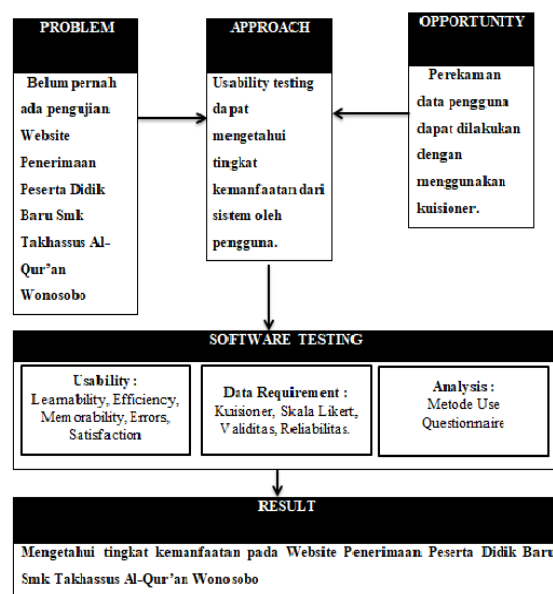 PROBLEM
Belum pernah
ada pengujian
Website
Penerimaan
Peserta Didik
Baru Smk
Takhassus Al-
Qur’an
Wonosobo
APPROACH
Usability testing
dapat
mengetahui
tingkat
kemanfaatan dari
sistem oleh
pengguna.
OPPORTUNITY
Perekaman
data pengguna
dapat dilakukan
dengan
menggunakan
kuisioner.
SOFTWARE TESTING
Usability :
Learnability, Efficiency,
Memorability, Errors,
Satisfaction
Data Requirement :
Kuisioner, Skala Likert,
Validitas, Reliabilitas.
Analysis :
Metode Use
Questionnaire
RESULT
Mengetahui tingkat kemanfaatan pada Website Penerimaan Peserta Didik Baru
Smk Takhassus Al-Qur’an Wonosobo